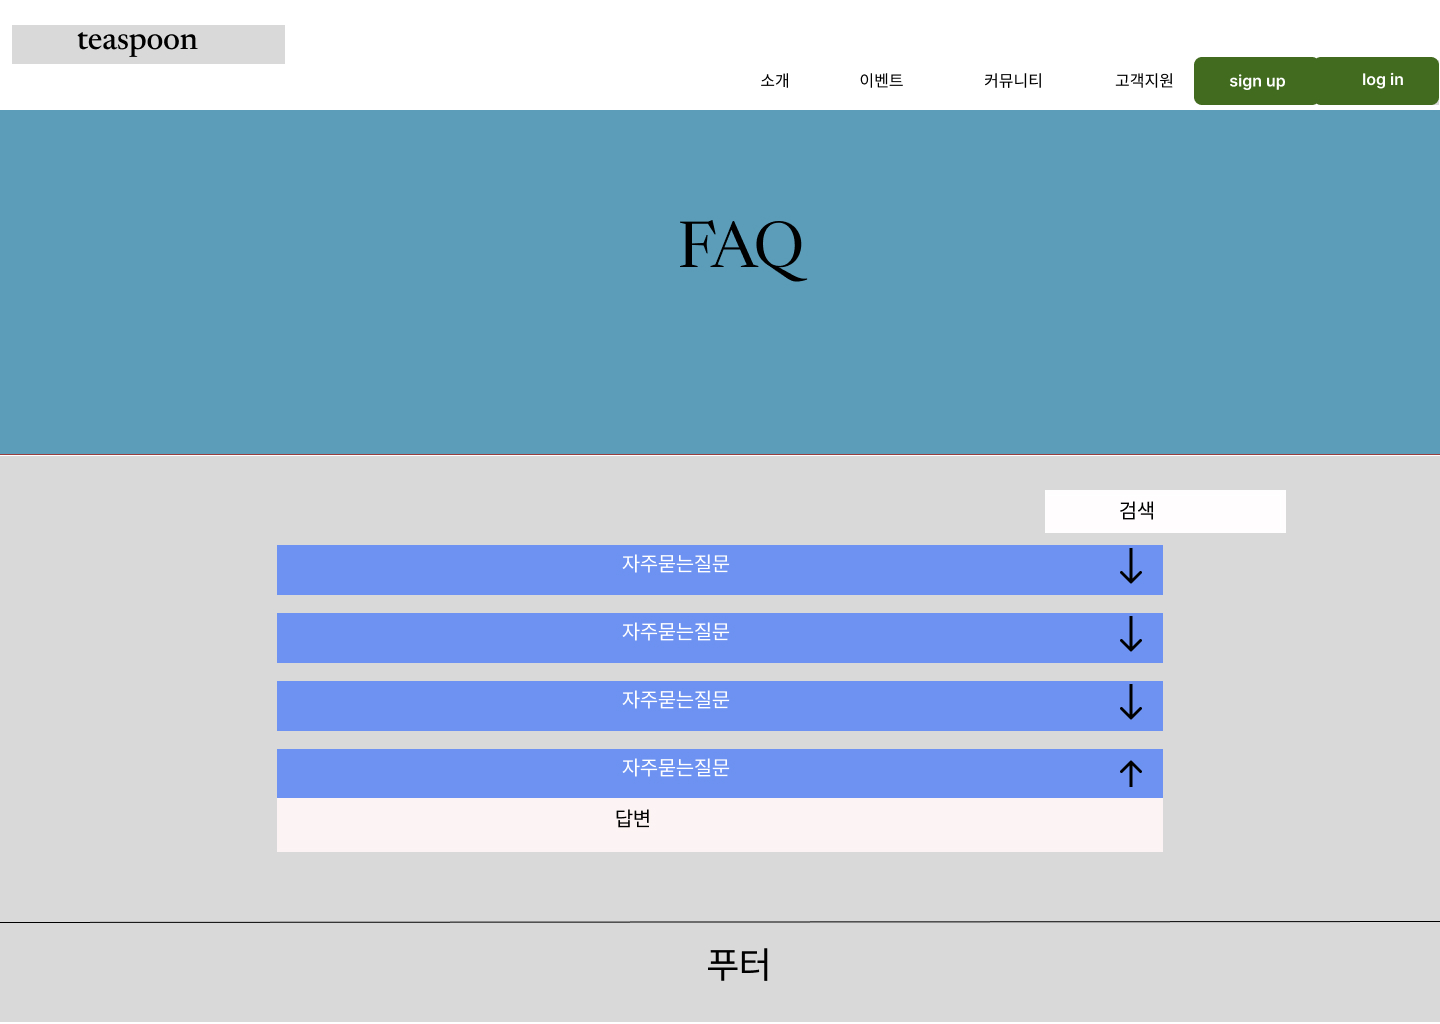 teaspoon
소개 이벤트 커뮤니티 고객지원 sign up log in
FAQ
검색
자주묻는질문
자주묻는질문
자주묻는질문
자주묻는질문
답변
푸터